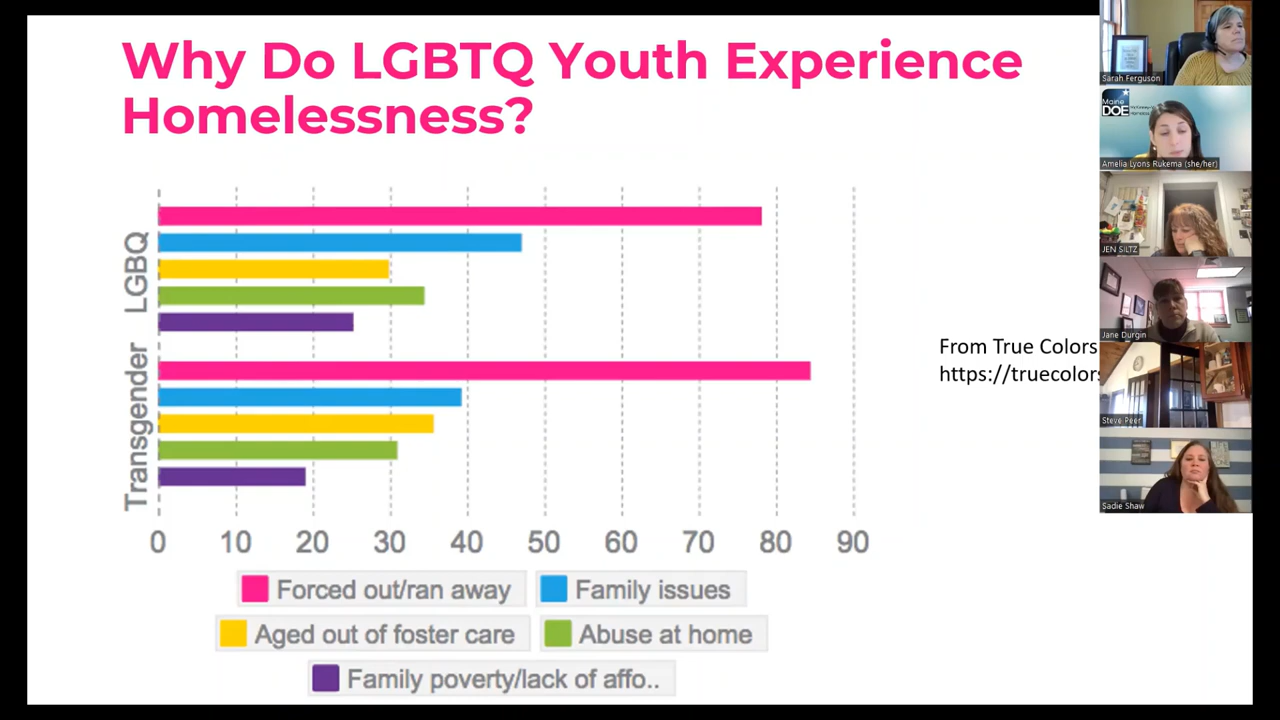 Why Do LGBTQ Youth Experience
Homelessness?
LGBQ
Transgender
0 10 20 30 40 50 60 70 80 90
Forced out/ran away
Family issues
Aged out of foster care
Abuse at home
Family poverty/lack of affo..
From True Colors
https://truecolors
Sarah Ferguson
Maine
DOE
Amelia Lyons Rukema (she/her)
JEN SILTZ
Jane Durgin
Steve Peer
Sadie Shaw